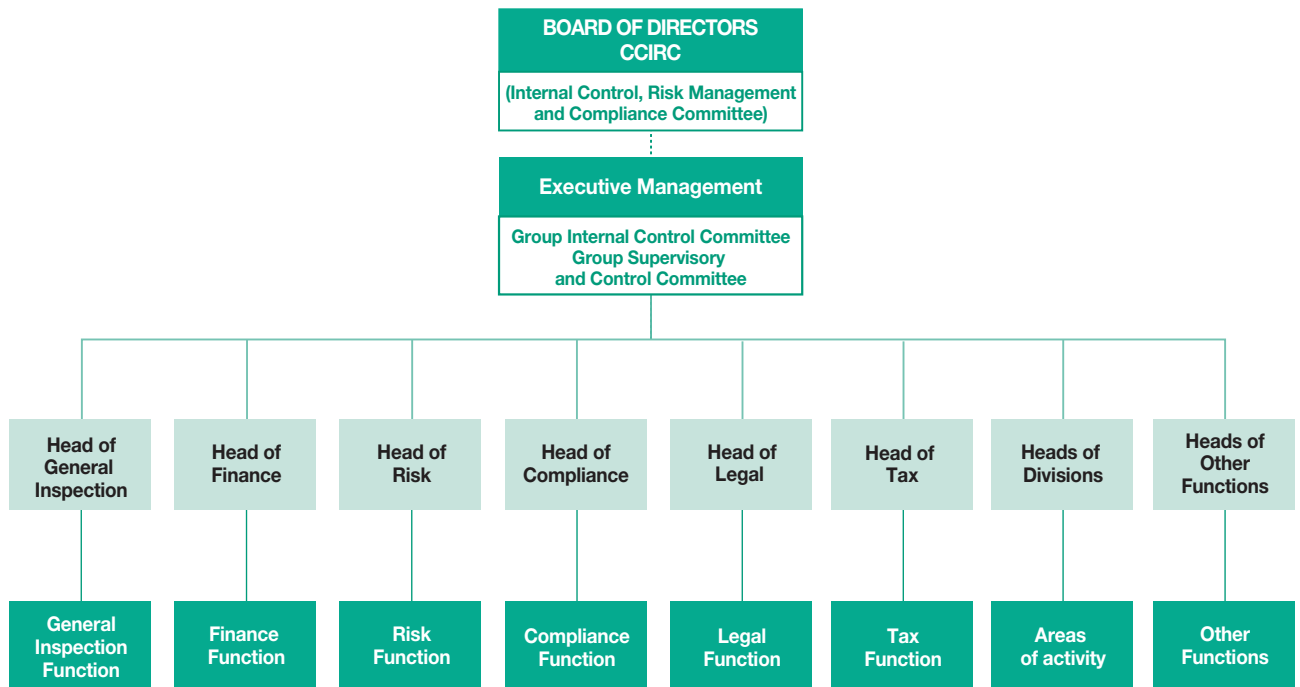 BOARD OF DIRECTORS
CCIRC
(Internal Control, Risk Management
and Compliance Committee)
Executive Management
Group Internal Control Committee
Group Supervisory
and Control Committee
Head of
General
Inspection
Head of
Finance
Head of
Risk
Head of
Compliance
Head of
Legal
Head of
Tax
Heads of
Divisions
Heads of
Other
Functions
General
Inspection
Function
Finance
Function
Risk
Function
Compliance
Function
Legal
Function
Tax
Function
Areas
of activity
Other
Functions